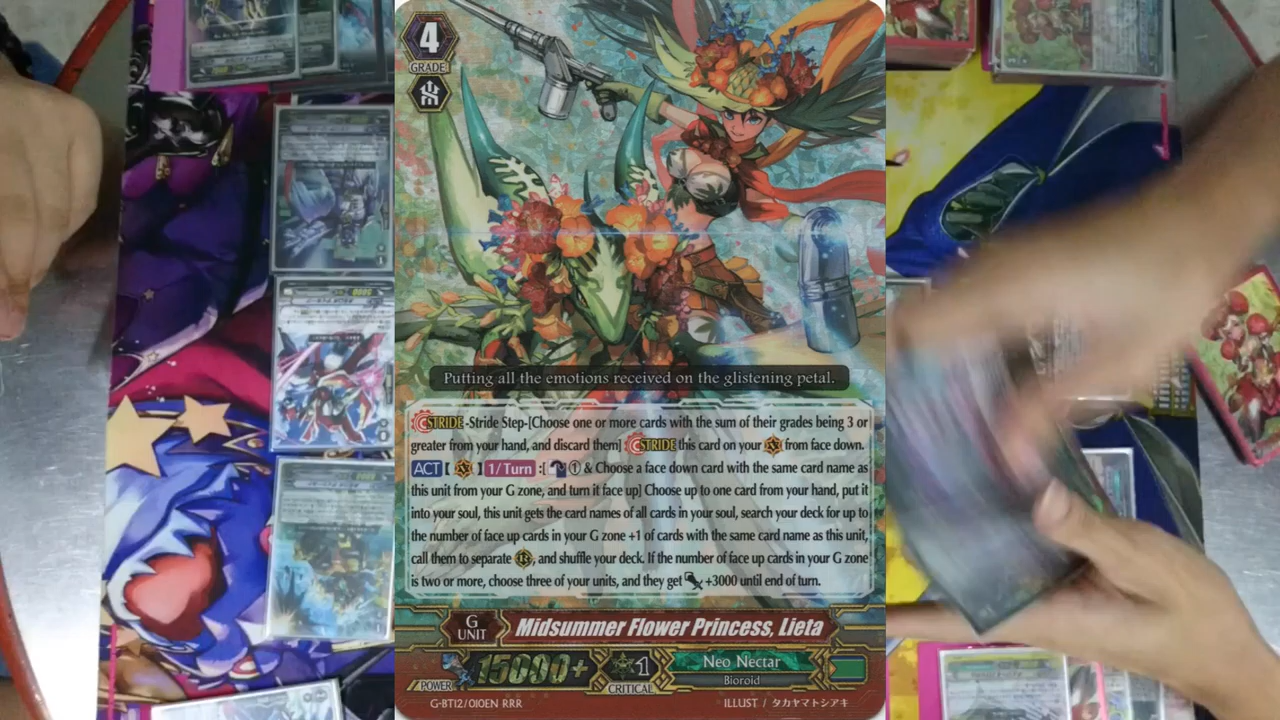 4
GRADE
Putting all the emotions received on the glistening petal.
STRIDE -Stride Step-[Choose one or more cards with the sum of their grades being 3 or
greater from your hand, and discard them] STRIDE this card on your V from face down.
ACT [ V ] 1/Turn :[ 1 & Choose a face down card with the same card name as
this unit from your G zone, and turn it face up] Choose up to one card from your hand, put it
into your soul, this unit gets the card names of all cards in your soul, search your deck for up to
the number of face up cards in your G zone +1 of cards with the same card name as this unit,
call them to separate R, and shuffle your deck. If the number of face up cards in your G zone
is two or more, choose three of your units, and they get +3000 until end of turn.
G UNIT
Midsummer Flower Princess, Lieta
POWER 15000+
1 CRITICAL
Neo Nectar
Bioroid
G-BT12/010EN RRR
ILLUST / タカヤマトシアキ